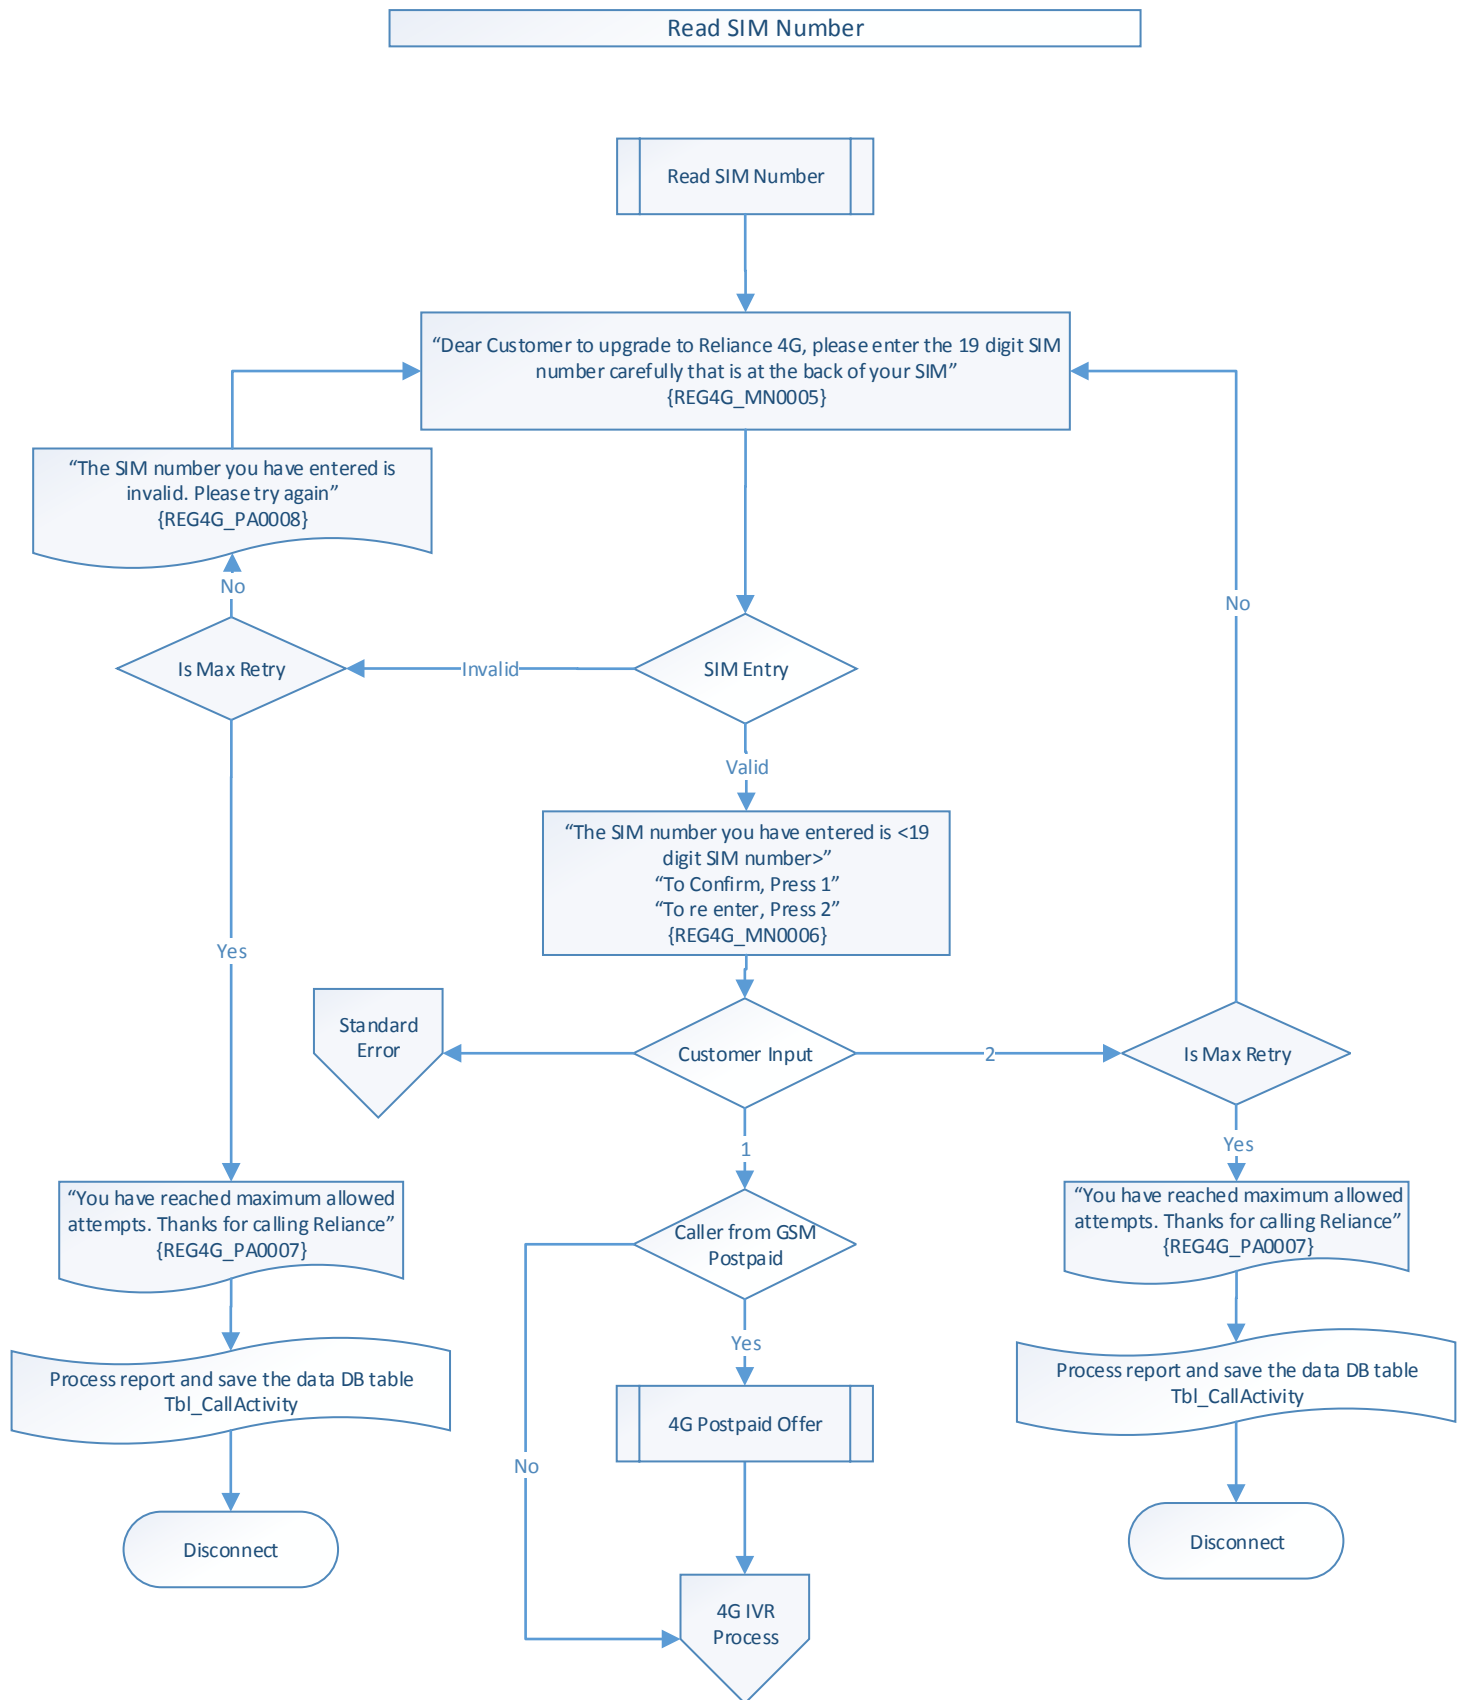 Read SIM Number
Read SIM Number
“Dear Customer to upgrade to Reliance 4G, please enter the 19 digit SIM
number carefully that is at the back of your SIM”
{REG4G_MN0005}
“The SIM number you have entered is
invalid. Please try again”
{REG4G_PA0008}
No
No
Is Max Retry
Invalid
SIM Entry
Valid
“The SIM number you have entered is <19
digit SIM number>”
“To Confirm, Press 1”
“To re enter, Press 2”
{REG4G_MN0006}
Yes
Standard
Error
Customer Input
2
Is Max Retry
1
Yes
“You have reached maximum allowed
attempts. Thanks for calling Reliance”
{REG4G_PA0007}
Caller from GSM
Postpaid
“You have reached maximum allowed
attempts. Thanks for calling Reliance”
{REG4G_PA0007}
Yes
Process report and save the data DB table
Tbl_CallActivity
4G Postpaid Offer
Process report and save the data DB table
Tbl_CallActivity
No
Disconnect
Disconnect
4G IVR
Process